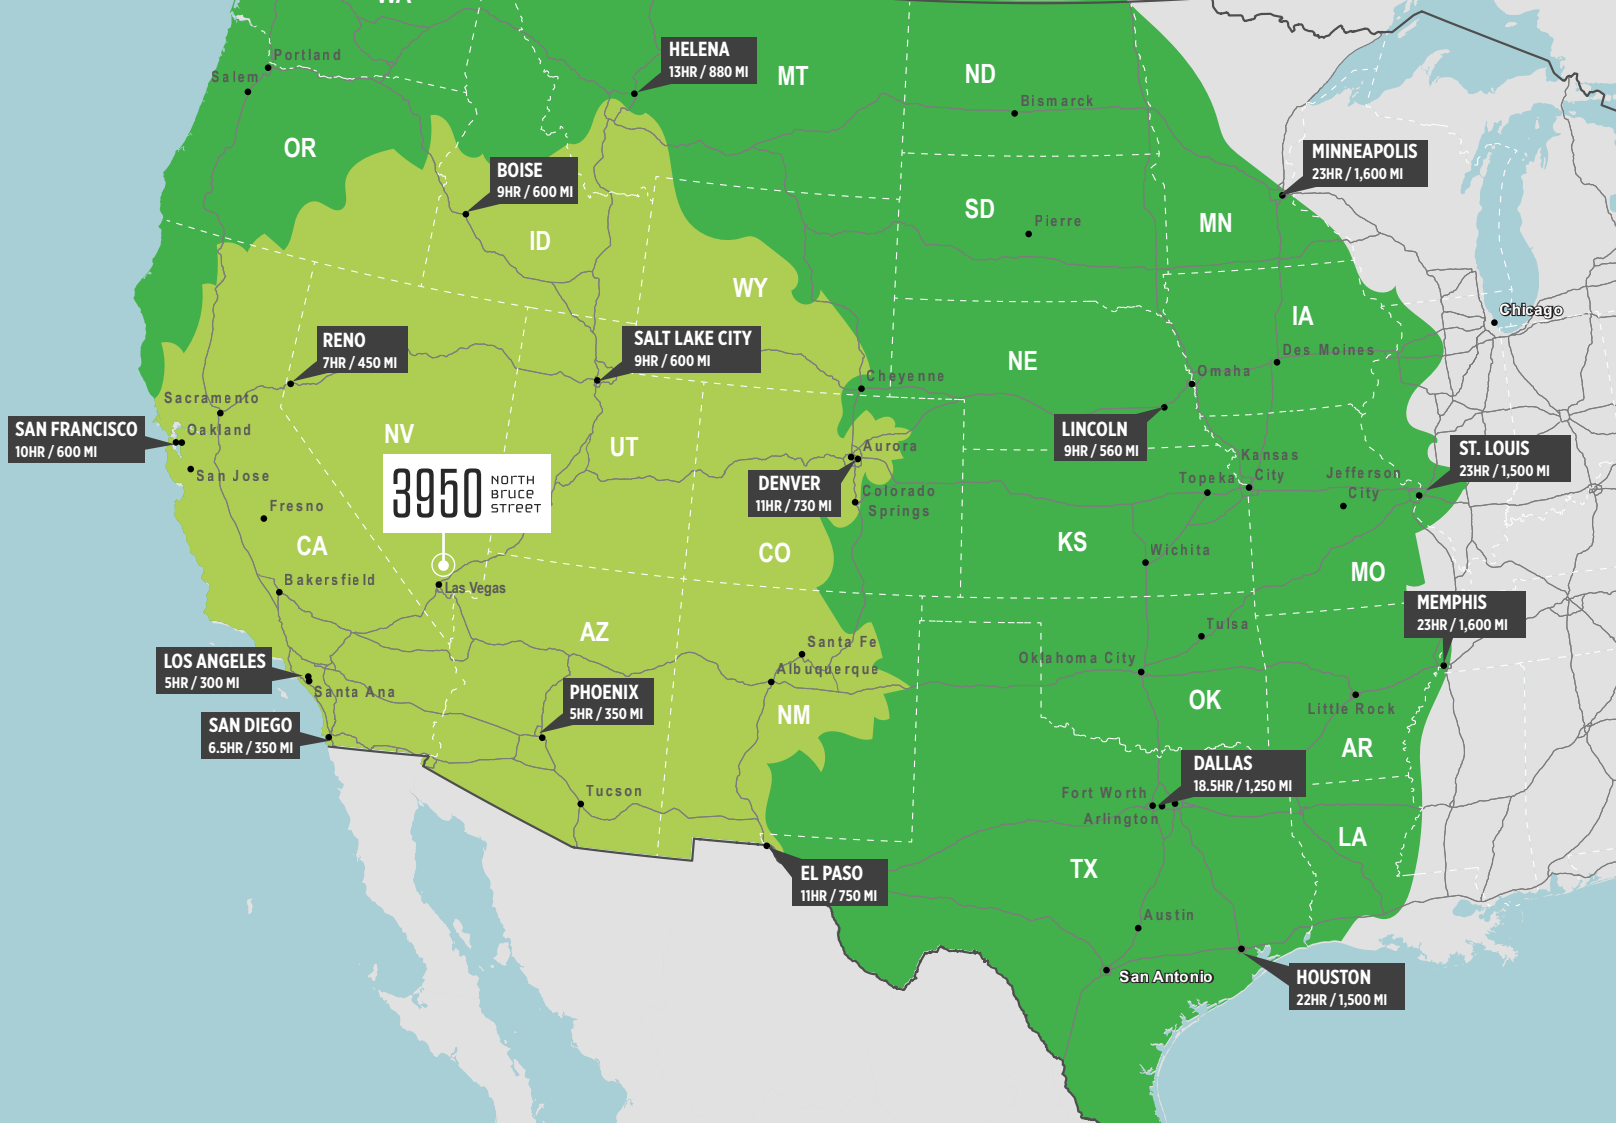 WA
Portland
Salem
OR
HELENA
13HR / 880 MI
MT
ND
Bismarck
MINNEAPOLIS
23HR / 1,600 MI
BOISE
9HR / 600 MI
ID
SD
Pierre
MN
WY
IA
Chicago
RENO
7HR / 450 MI
SALT LAKE CITY
9HR / 600 MI
NE
Des Moines
Cheyenne
Omaha
Sacramento
SAN FRANCISCO
10HR / 600 MI
Oakland
NV
UT
LINCOLN
9HR / 560 MI
Aurora
ST. LOUIS
23HR / 1,500 MI
San Jose
3950
NORTH
BRUCE
STREET
DENVER
11HR / 730 MI
Colorado
Springs
Topeka
Kansas
City
Jefferson
City
Fresno
CA
CO
KS
Wichita
MO
Bakersfield
Las Vegas
MEMPHIS
23HR / 1,600 MI
AZ
Santa Fe
Albuquerque
Tulsa
Oklahoma City
LOS ANGELES
5HR / 300 MI
Santa Ana
PHOENIX
5HR / 350 MI
NM
OK
Little Rock
SAN DIEGO
6.5HR / 350 MI
AR
Tucson
DALLAS
18.5HR / 1,250 MI
Fort Worth
Arlington
LA
EL PASO
11HR / 750 MI
TX
Austin
San Antonio
HOUSTON
22HR / 1,500 MI